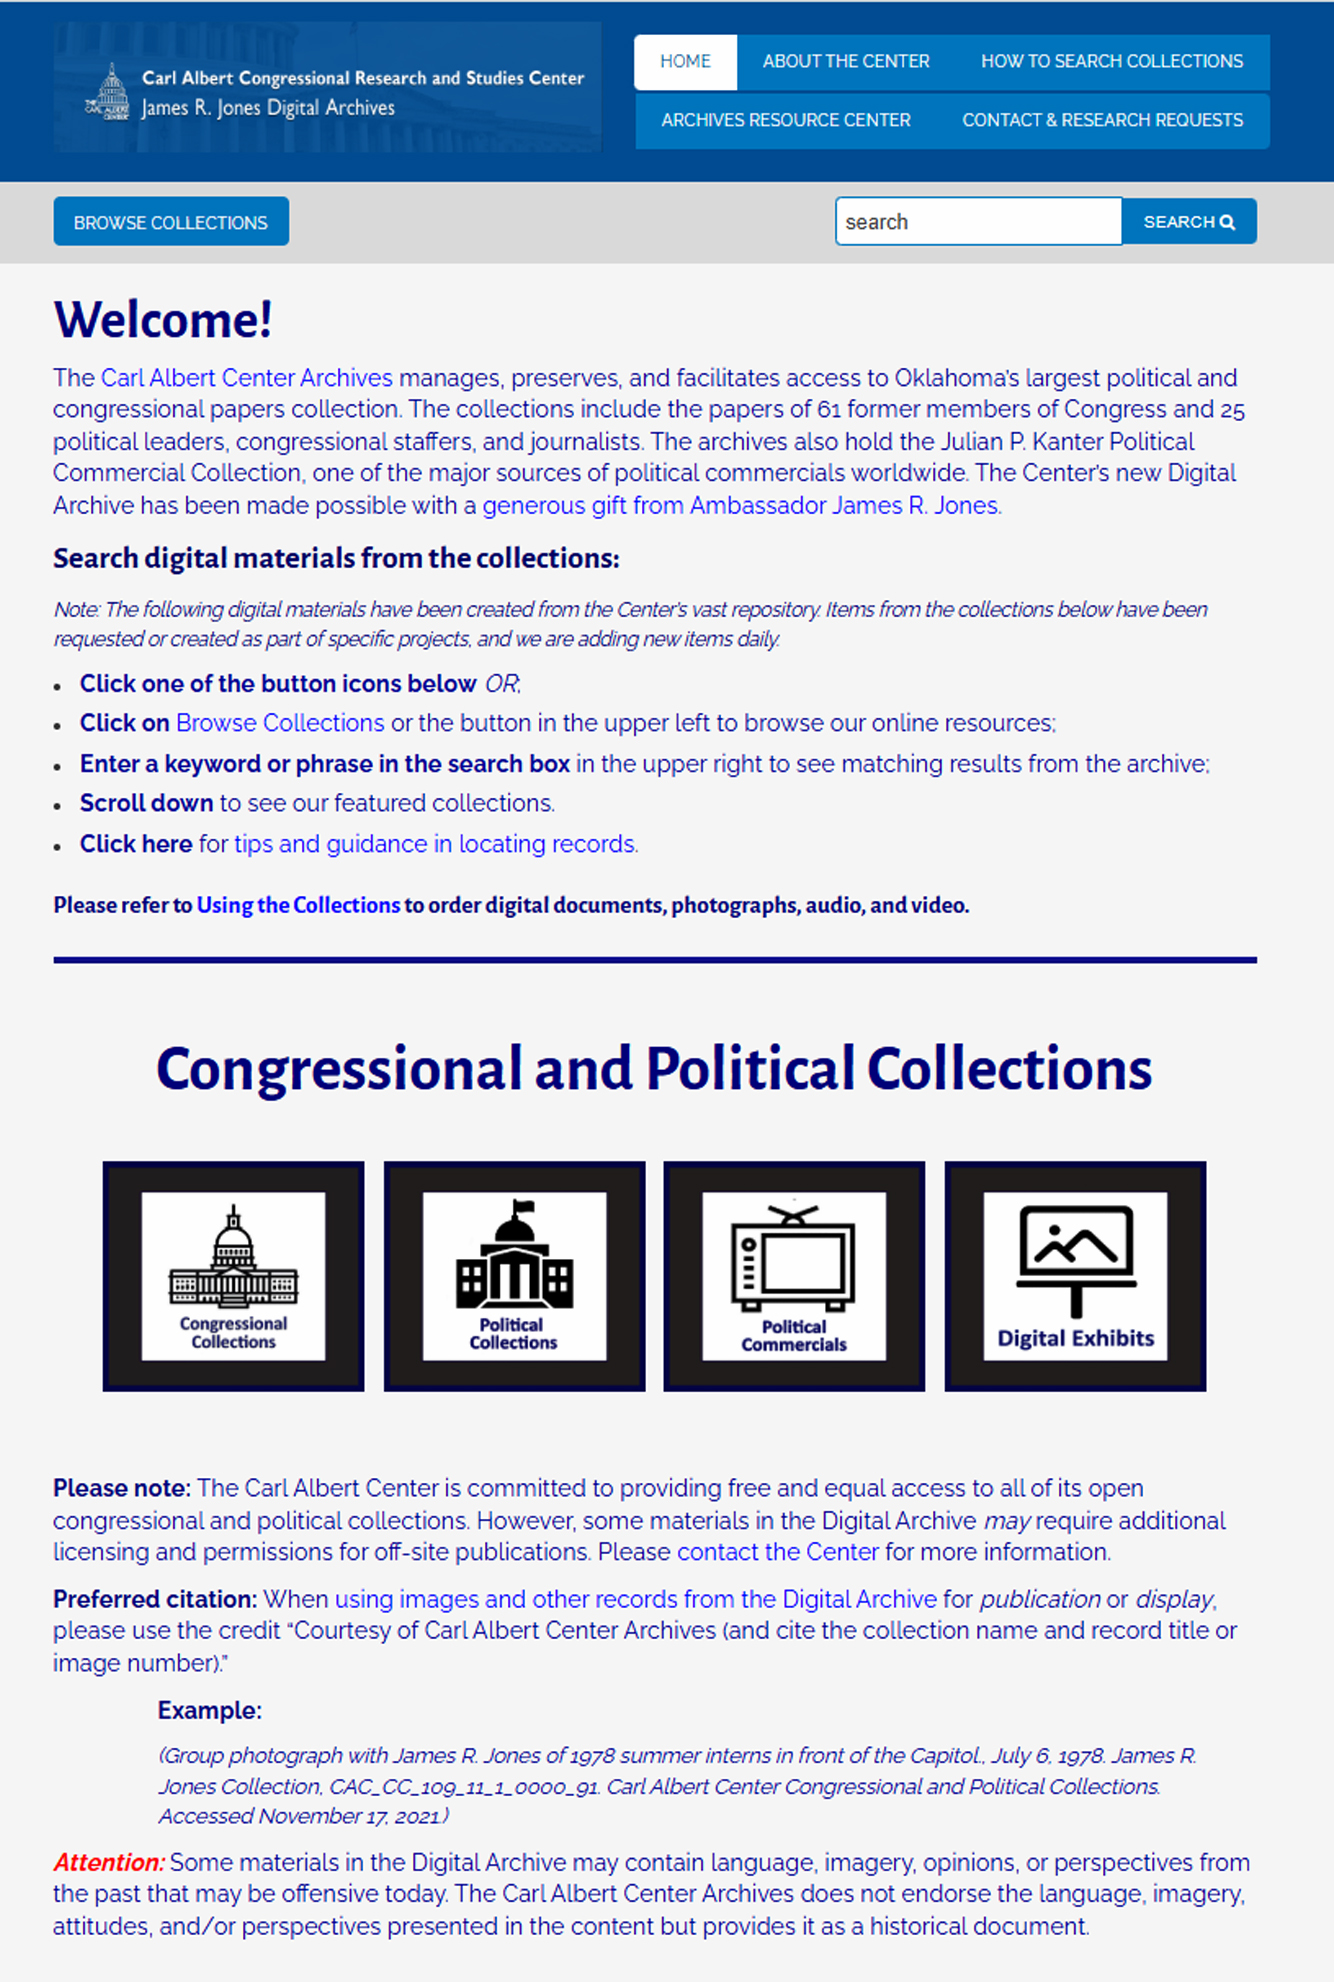 Carl Albert Congressional Research and Studies Center
James R. Jones Digital Archives
THE
CARL ALBERT
CENTER
HOME
ABOUT THE CENTER
HOW TO SEARCH COLLECTIONS
ARCHIVES RESOURCE CENTER
CONTACT & RESEARCH REQUESTS
BROWSE COLLECTIONS
search
SEARCH
Welcome!
The Carl Albert Center Archives manages, preserves, and facilitates access to Oklahoma's largest political and
congressional papers collection. The collections include the papers of 61 former members of Congress and 25
political leaders, congressional staffers, and journalists. The archives also hold the Julian P. Kanter Political
Commercial Collection, one of the major sources of political commercials worldwide. The Center's new Digital
Archive has been made possible with a generous gift from Ambassador James R. Jones.
Search digital materials from the collections:
Note: The following digital materials have been created from the Center's vast repository. Items from the collections below have been
requested or created as part of specific projects, and we are adding new items daily.
• Click one of the button icons below OR;
• Click on Browse Collections or the button in the upper left to browse our online resources;
• Enter a keyword or phrase in the search box in the upper right to see matching results from the archive;
• Scroll down to see our featured collections.
• Click here for tips and guidance in locating records.
Please refer to Using the Collections to order digital documents, photographs, audio, and video.
Congressional and Political Collections
Congressional
Collections
Political
Collections
Political
Commercials
Digital Exhibits
Please note: The Carl Albert Center is committed to providing free and equal access to all of its open
congressional and political collections. However, some materials in the Digital Archive may require additional
licensing and permissions for off-site publications. Please contact the Center for more information.
Preferred citation: When using images and other records from the Digital Archive for publication or display,
please use the credit “Courtesy of Carl Albert Center Archives (and cite the collection name and record title or
image number).”
Example:
(Group photograph with James R. Jones of 1978 summer interns in front of the Capitol., July 6, 1978. James R.
Jones Collection, CAC_CC_109_11_1_0000_91. Carl Albert Center Congressional and Political Collections.
Accessed November 17, 2021.)
Attention: Some materials in the Digital Archive may contain language, imagery, opinions, or perspectives from
the past that may be offensive today. The Carl Albert Center Archives does not endorse the language, imagery,
attitudes, and/or perspectives presented in the content but provides it as a historical document.